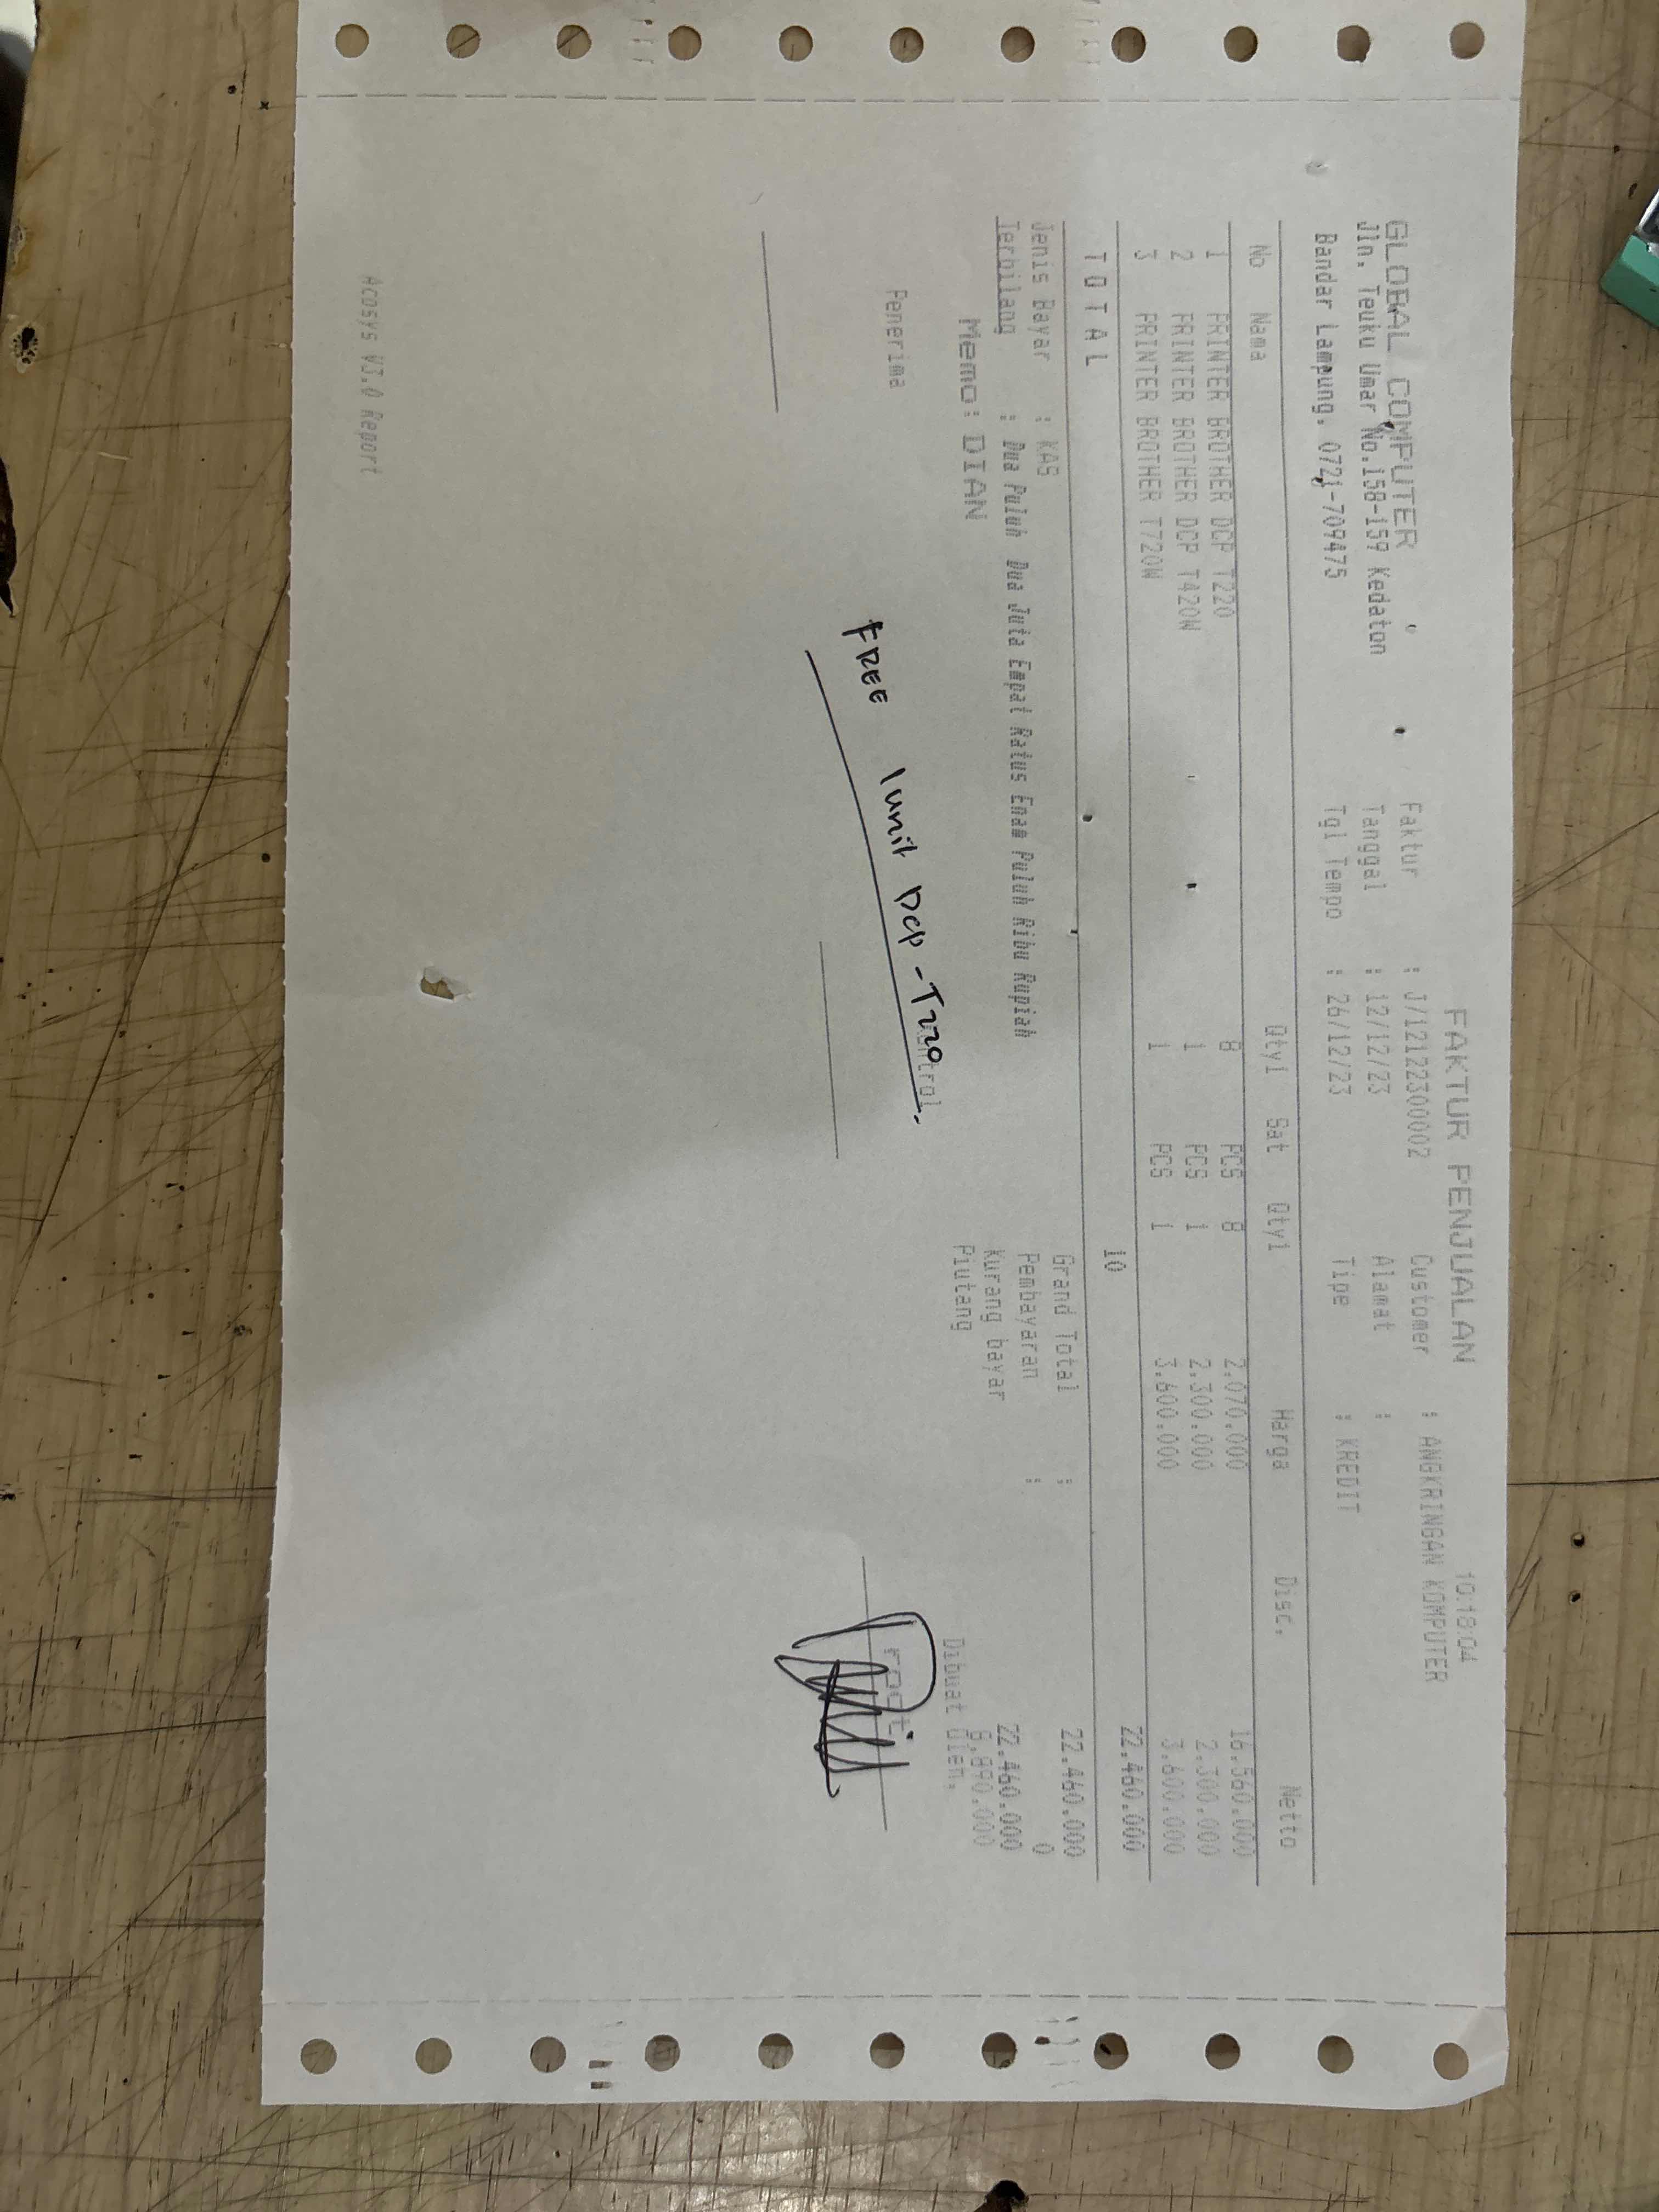 FAKTUR PENJUALAN 10:18:04
GLOBAL COMPUTER Faktur : J/1212230002 Customer : ANGKRINGAN KOMPUTER
Jln. Teuku Umar No.158-159 Kedaton Tanggal : 12/12/23 Alamat :
Bandar Lampung, 0721-709475 Tgl Tempo : 26/12/23 Tipe : KREDIT
No Nama Qty1 Sat Qty1 Harga Disc. Netto
1 PRINTER BROTHER DCP T220 8 PCS 8 2.070.000 16.560.000
2 PRINTER BROTHER DCP T420W 1 PCS 1 2.300.000 2.300.000
3 PRINTER BROTHER T720W 1 PCS 1 3.600.000 3.600.000
T O T A L 10 22.460.000
Jenis Bayar : KAS Grand Total : 22.460.000
Terbilang : Dua Puluh Dua Juta Empat Ratus Enam Puluh Ribu Rupiah Pembayaran : 0
Kurang bayar 22.460.000
Memo: DIAN Piutang 8.890.000
Penerima Dibuat Oleh,
FREE 1 unit DCP - T220
Acosys V3.0 Report